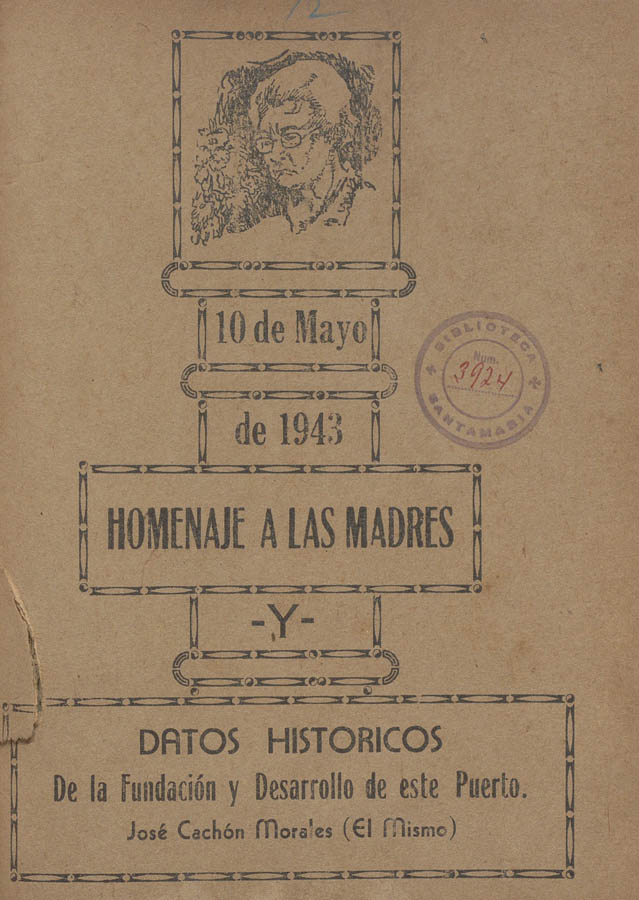 12
10 de Mayo
de 1943
BIBLIOTECA
Num.
3924
SANTAMARIA
HOMENAJE A LAS MADRES
-Y-
DATOS HISTORICOS
De la Fundación y Desarrollo de este Puerto.
José Cachón Morales (El Mismo)